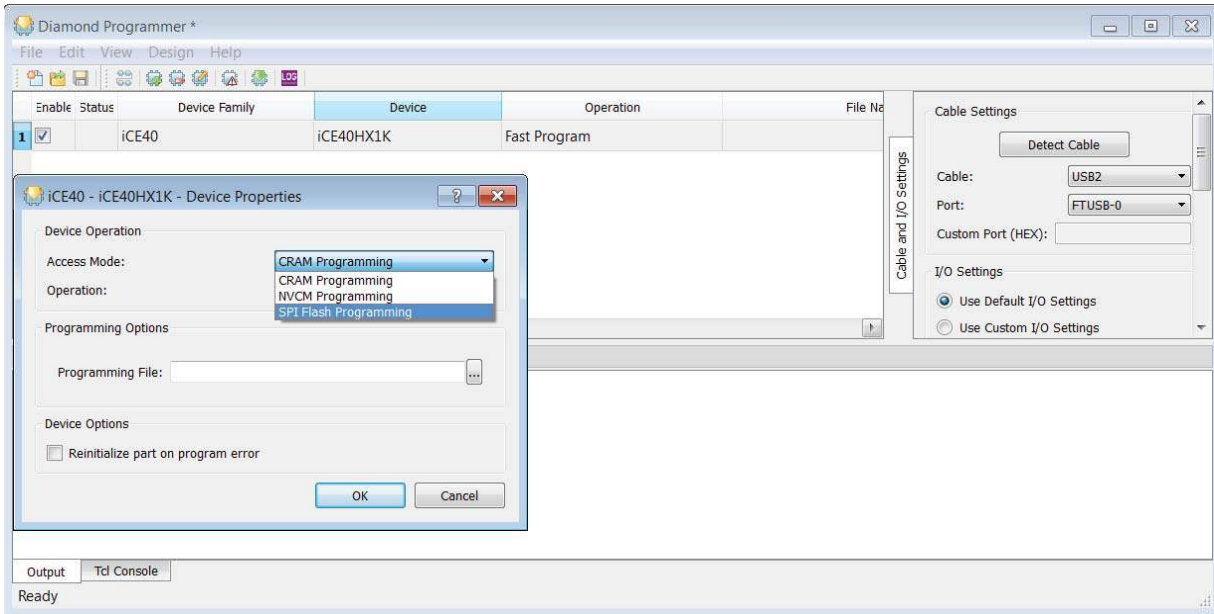 Diamond Programmer *
File Edit View Design Help
LOG
Enable Status Device Family Device Operation File Na
1 iCE40 iCE40HX1K Fast Program
Cable and I/O Settings
Cable Settings
Detect Cable
Cable: USB2
Port: FTUSB-0
Custom Port (HEX):
I/O Settings
Use Default I/O Settings
Use Custom I/O Settings
iCE40 - iCE40HX1K - Device Properties
Device Operation
Access Mode: CRAM Programming
CRAM Programming
Operation: NVCM Programming
SPI Flash Programming
Programming Options
Programming File: ...
Device Options
Reinitialize part on program error
OK Cancel
Output Tcl Console
Ready